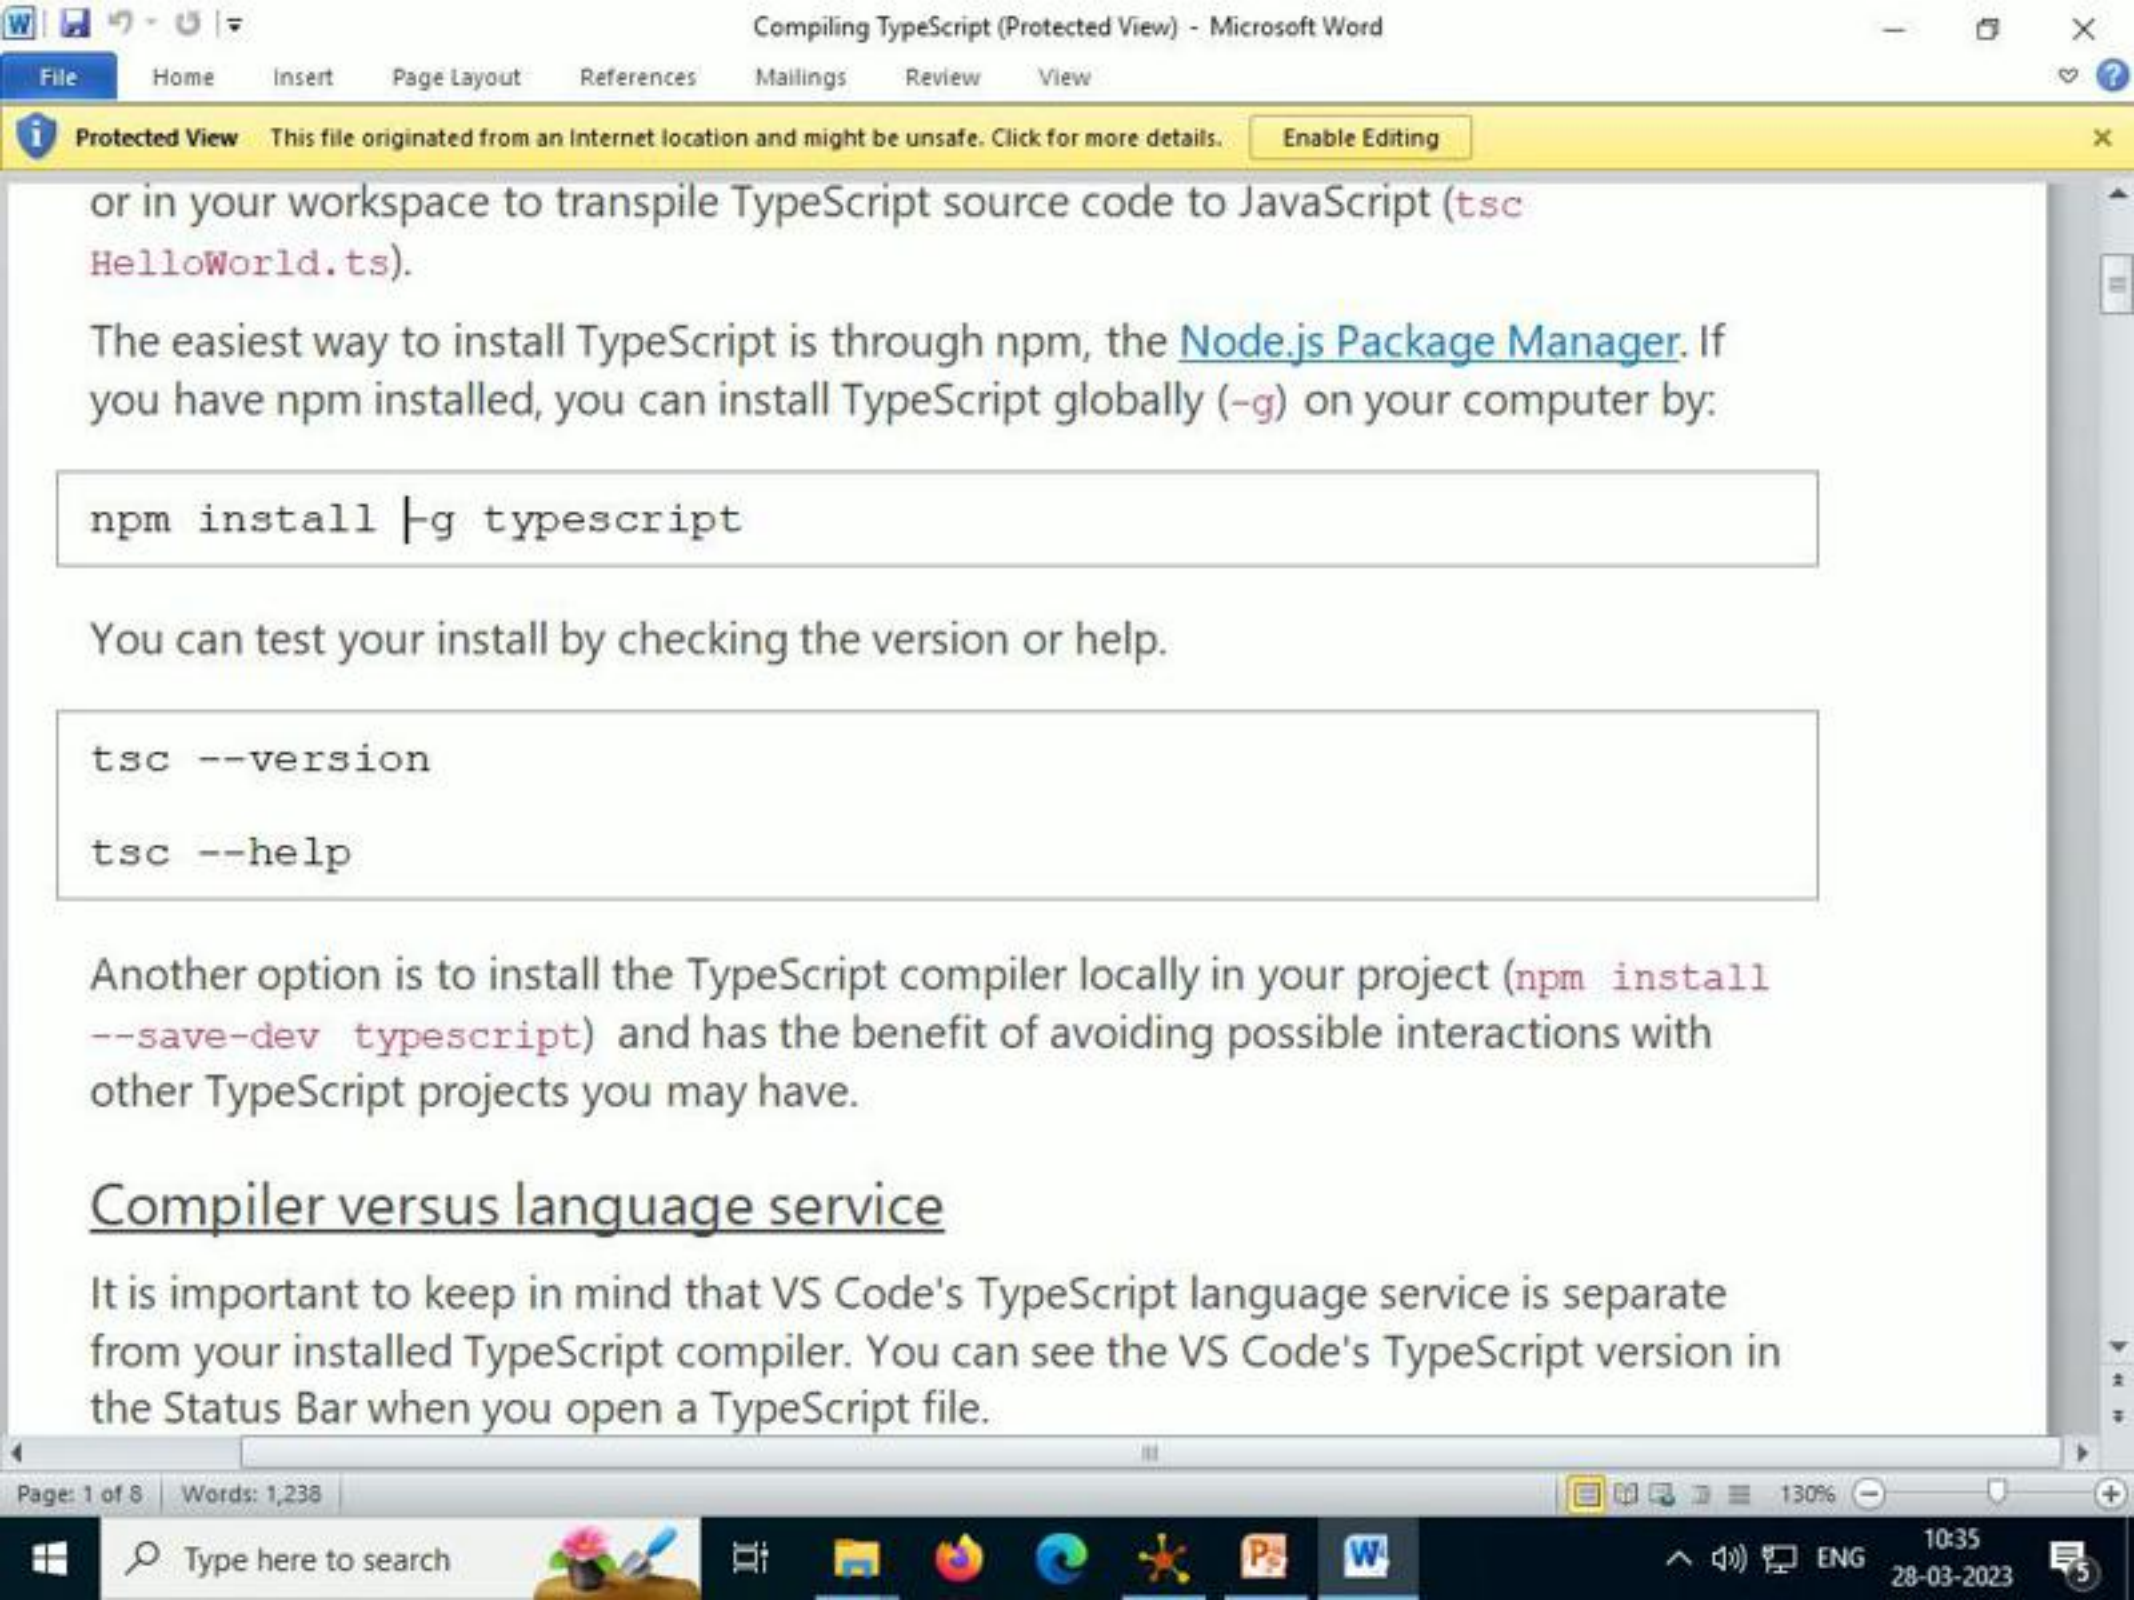 Compiling TypeScript (Protected View) - Microsoft Word
File Home Insert Page Layout References Mailings Review View
Protected View This file originated from an Internet location and might be unsafe. Click for more details. Enable Editing
or in your workspace to transpile TypeScript source code to JavaScript (tsc
HelloWorld.ts).
The easiest way to install TypeScript is through npm, the Node.js Package Manager. If
you have npm installed, you can install TypeScript globally (-g) on your computer by:
npm install -g typescript
You can test your install by checking the version or help.
tsc --version
tsc --help
Another option is to install the TypeScript compiler locally in your project (npm install
--save-dev typescript) and has the benefit of avoiding possible interactions with
other TypeScript projects you may have.
Compiler versus language service
It is important to keep in mind that VS Code's TypeScript language service is separate
from your installed TypeScript compiler. You can see the VS Code's TypeScript version in
the Status Bar when you open a TypeScript file.
Page: 1 of 8 Words: 1,238 130%
Type here to search ENG 10:35
28-03-2023 5